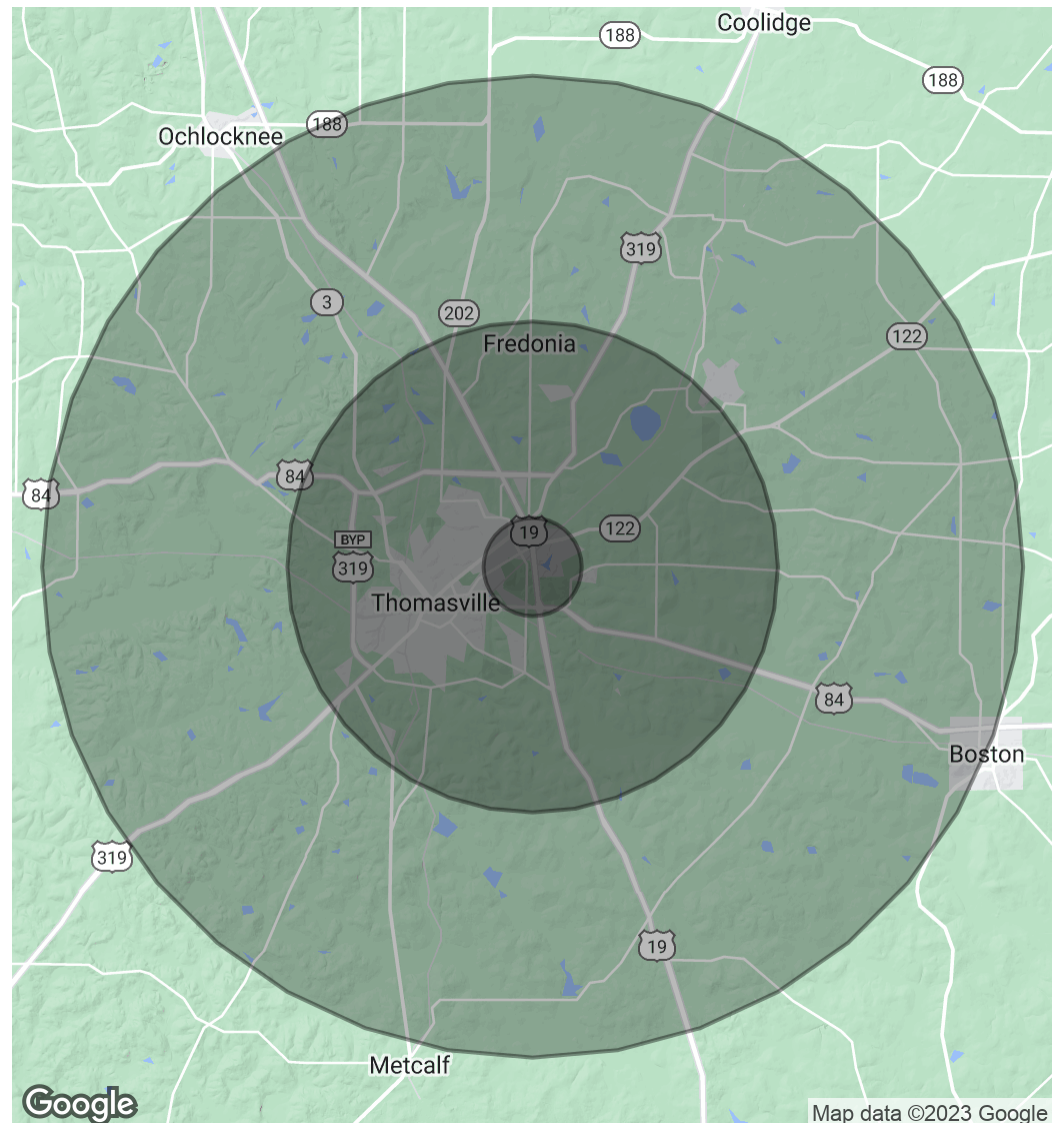 Coolidge
188
188
188
Ochlocknee
319
3
202
122
Fredonia
84
84
19
122
BYP
319
Thomasville
84
Boston
319
19
Metcalf
Google
Map data ©2023 Google